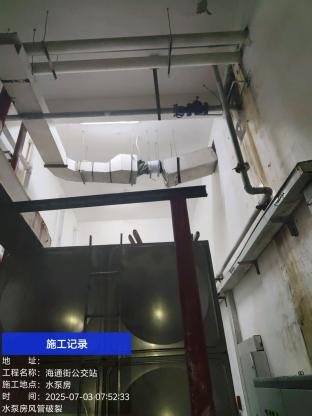 施工记录
地　　址：
工程名称：海通街公交站
施工地点：水泵房
时　　间：2025-07-03 07:52:33
水泵房风管破裂